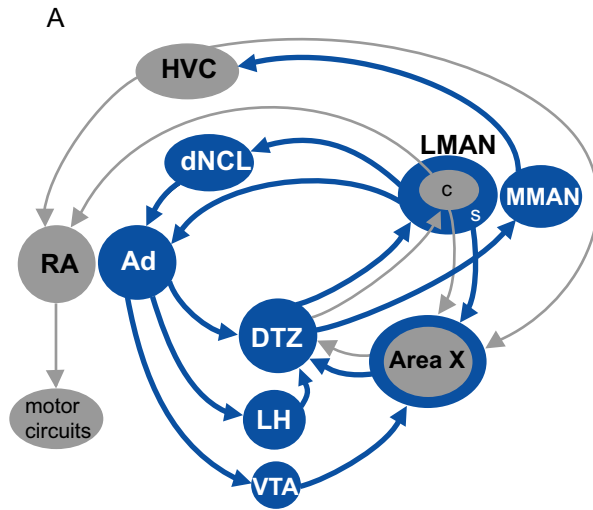 A
HVC
LMAN
dNCL
c
MMAN
s
RA
Ad
DTZ
Area X
motor
circuits
LH
VTA